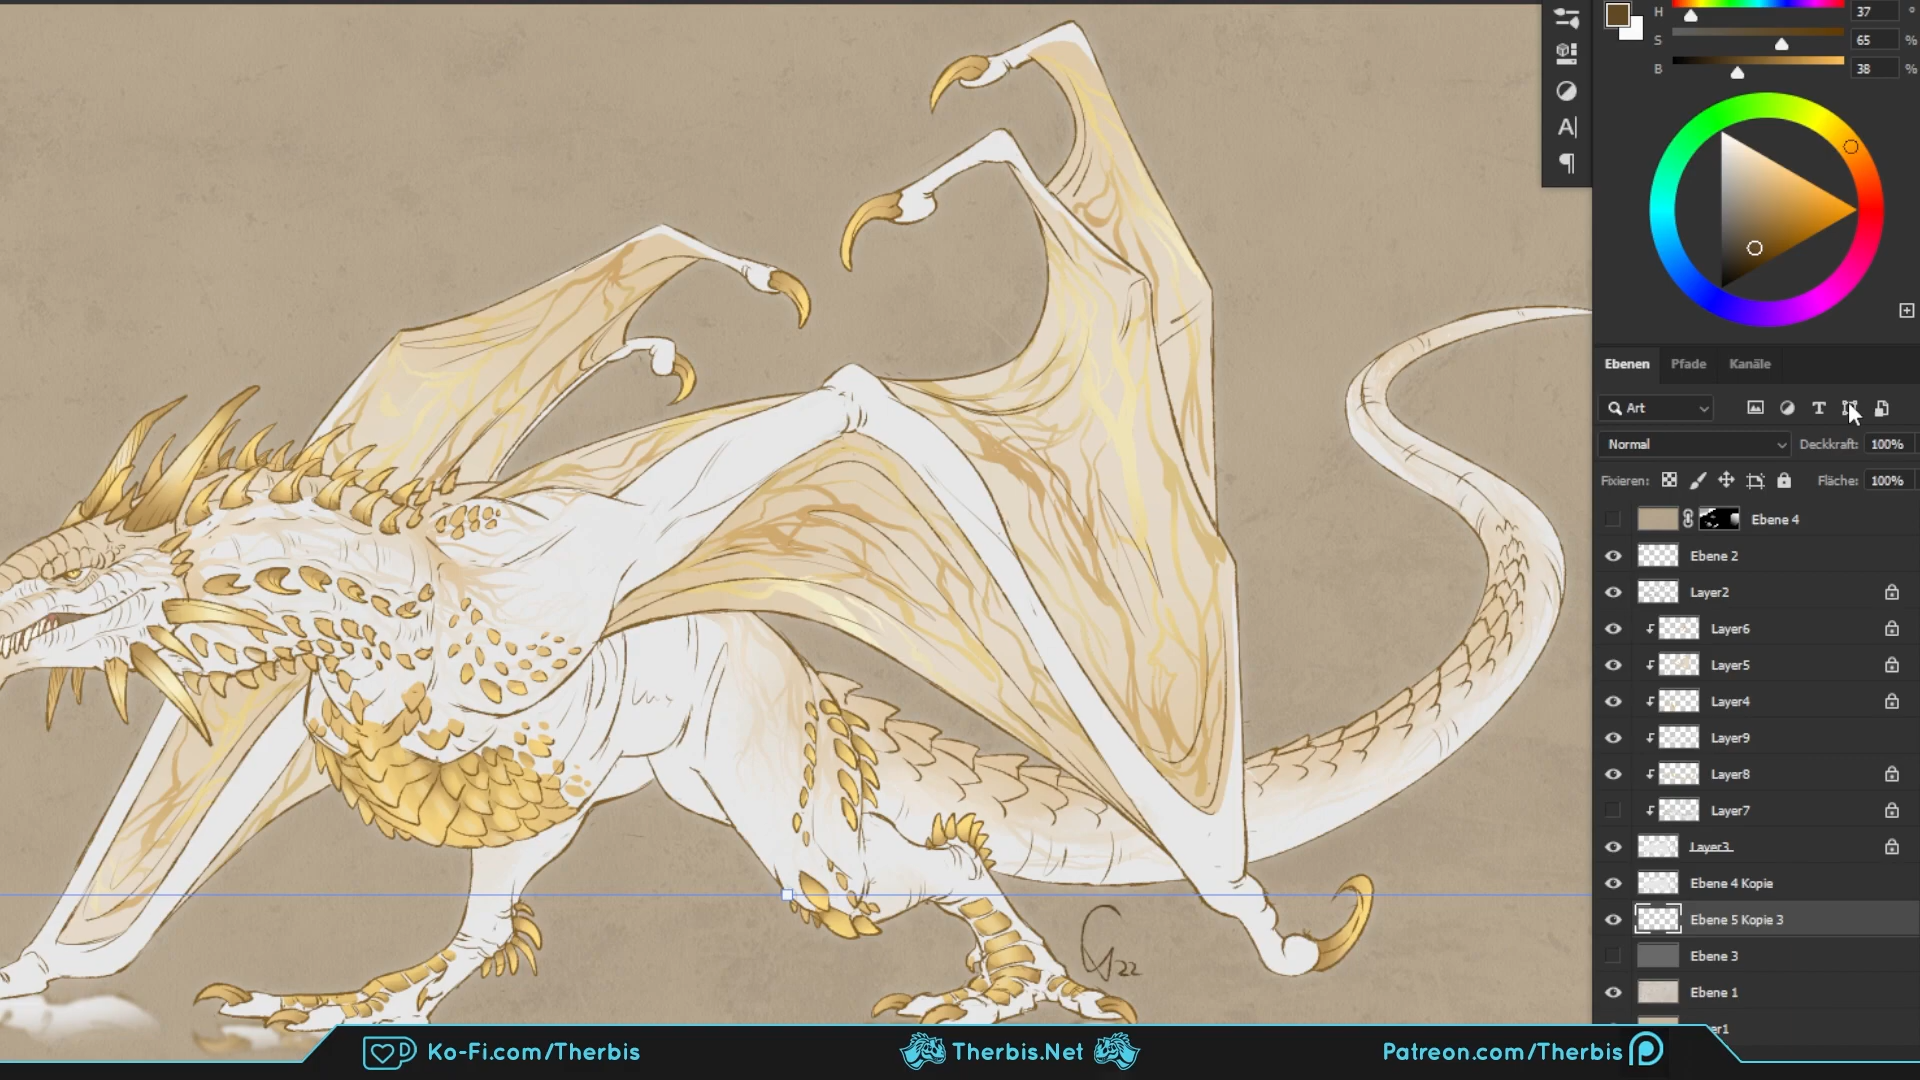 H 37 °
S 65 %
B 38 %
A
Ebenen Pfade Kanäle
Art
T
Normal Deckkraft: 100%
Fixieren: Fläche: 100%
Ebene 4
Ebene 2
Layer2
Layer6
Layer5
Layer4
Layer9
Layer8
Layer7
Layer3
Ebene 4 Kopie
Ebene 5 Kopie 3
Ebene 3
Ebene 1
er1
G 22
Ko-Fi.com/Therbis Therbis.Net Patreon.com/Therbis